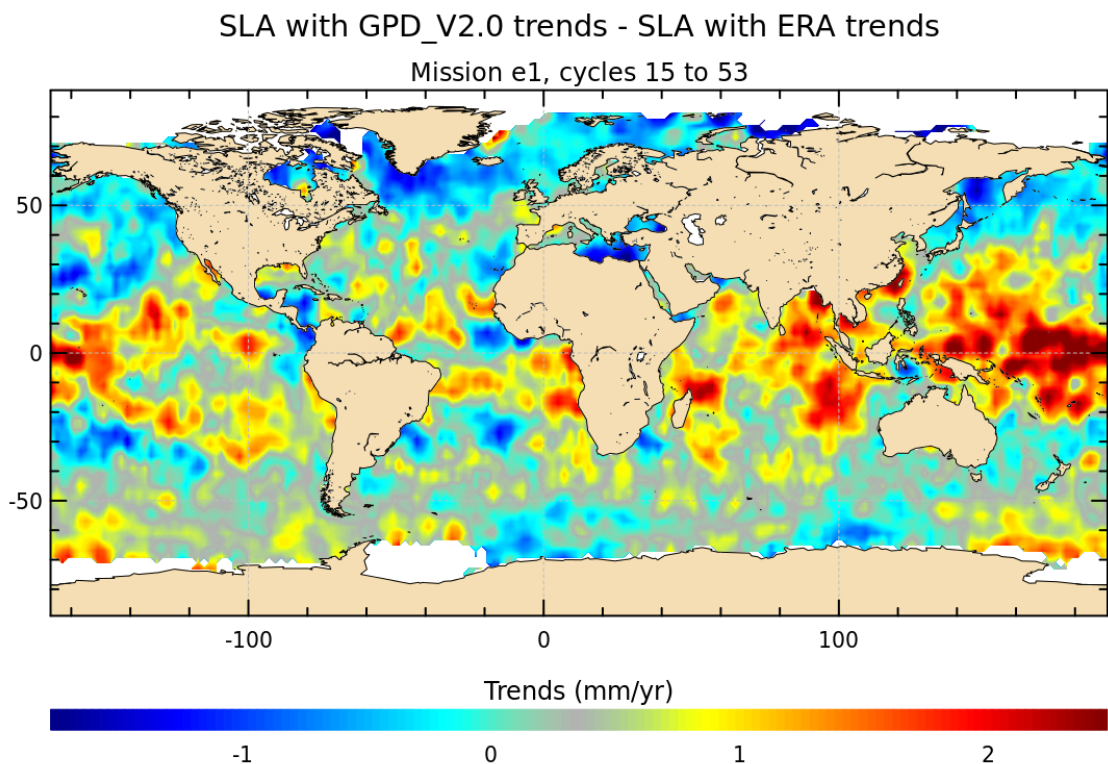 SLA with GPD_V2.0 trends - SLA with ERA trends
Mission e1, cycles 15 to 53
50
0
-50
-100 0 100
Trends (mm/yr)
-1 0 1 2